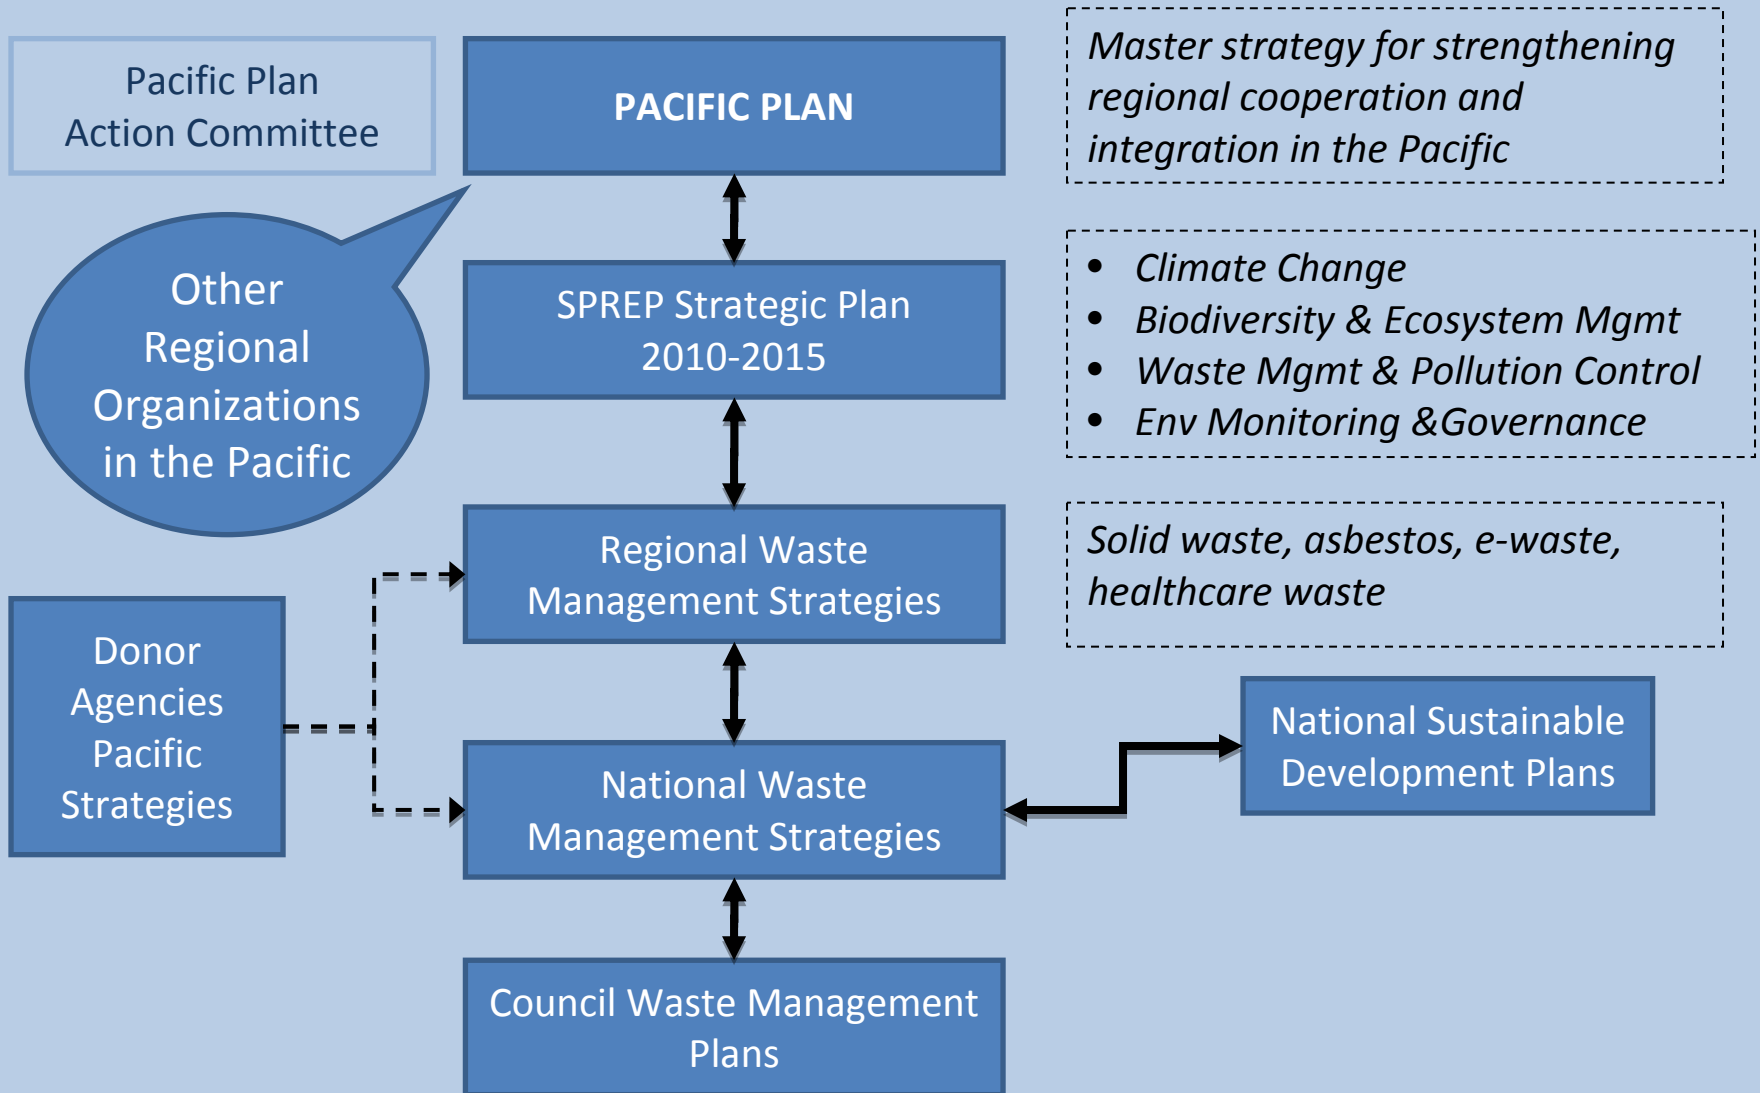 Pacific Plan
Action Committee
PACIFIC PLAN
Master strategy for strengthening
regional cooperation and
integration in the Pacific
Other
Regional
Organizations
in the Pacific
SPREP Strategic Plan
2010-2015
• Climate Change
• Biodiversity & Ecosystem Mgmt
• Waste Mgmt & Pollution Control
• Env Monitoring &Governance
Regional Waste
Management Strategies
Solid waste, asbestos, e-waste,
healthcare waste
Donor
Agencies
Pacific
Strategies
National Waste
Management Strategies
National Sustainable
Development Plans
Council Waste Management
Plans